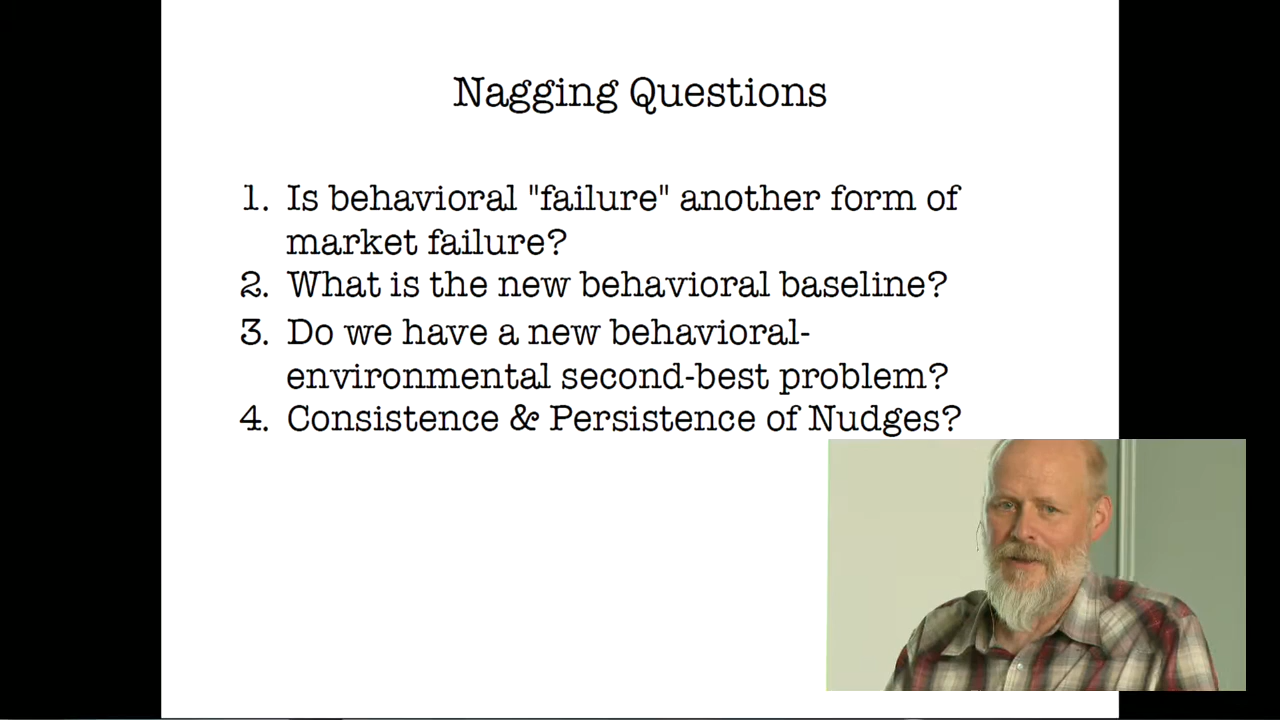 Nagging Questions
1. Is behavioral "failure" another form of
market failure?
2. What is the new behavioral baseline?
3. Do we have a new behavioral-
environmental second-best problem?
4. Consistence & Persistence of Nudges?